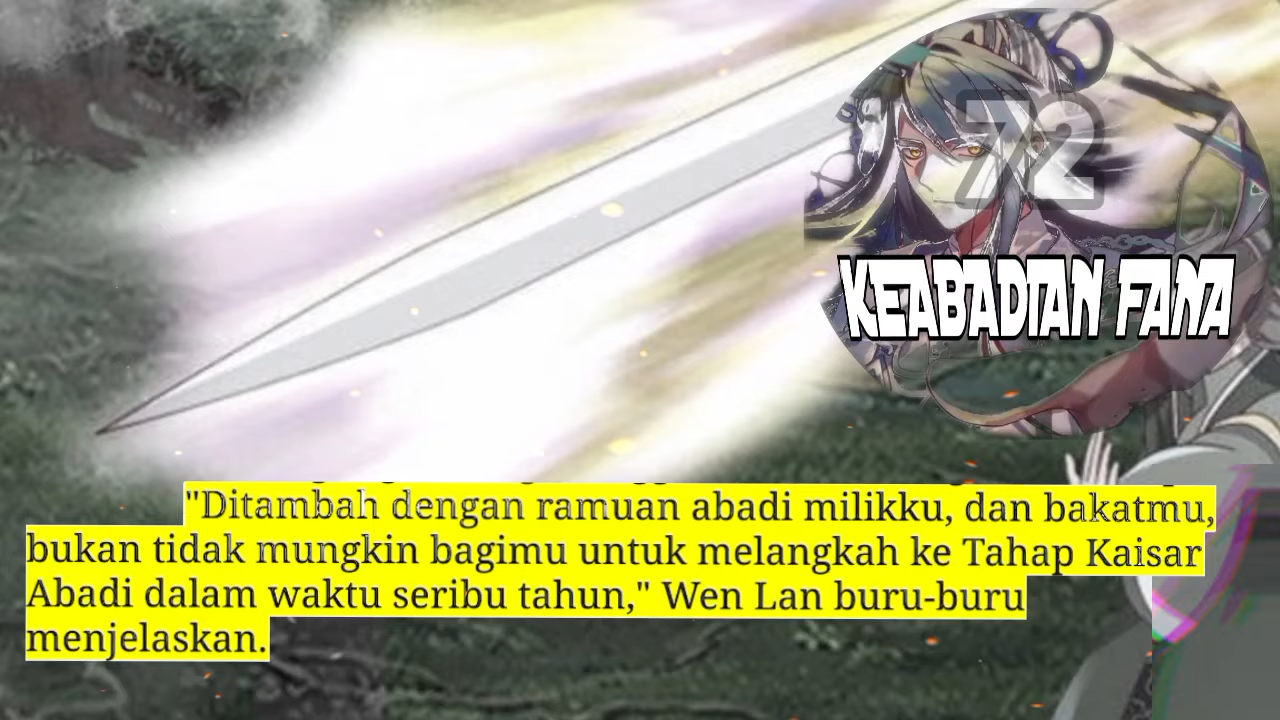 72
KEABADIAN FANA
"Ditambah dengan ramuan abadi milikku, dan bakatmu,
bukan tidak mungkin bagimu untuk melangkah ke Tahap Kaisar
Abadi dalam waktu seribu tahun," Wen Lan buru-buru
menjelaskan.